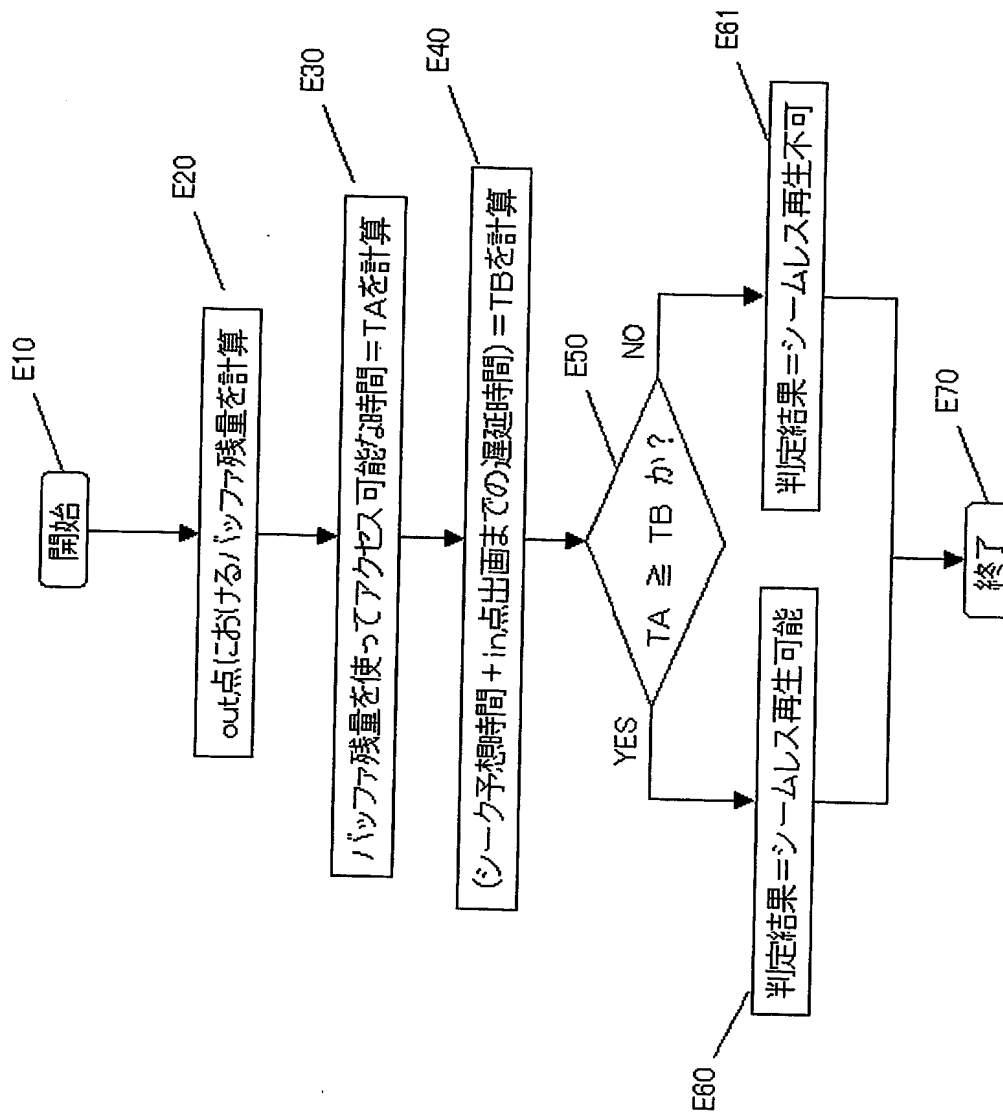 開始
E10
out点におけるバッファ残量を計算
E20
バッファ残量を使ってアクセス可能な時間=TAを計算
E30
(シーク予想時間+in点出画までの遅延時間)=TBを計算
E40
TA ≧ TB か?
E50
YES
NO
判定結果=シームレス再生可能
E60
判定結果=シームレス再生不可
E61
終了
E70